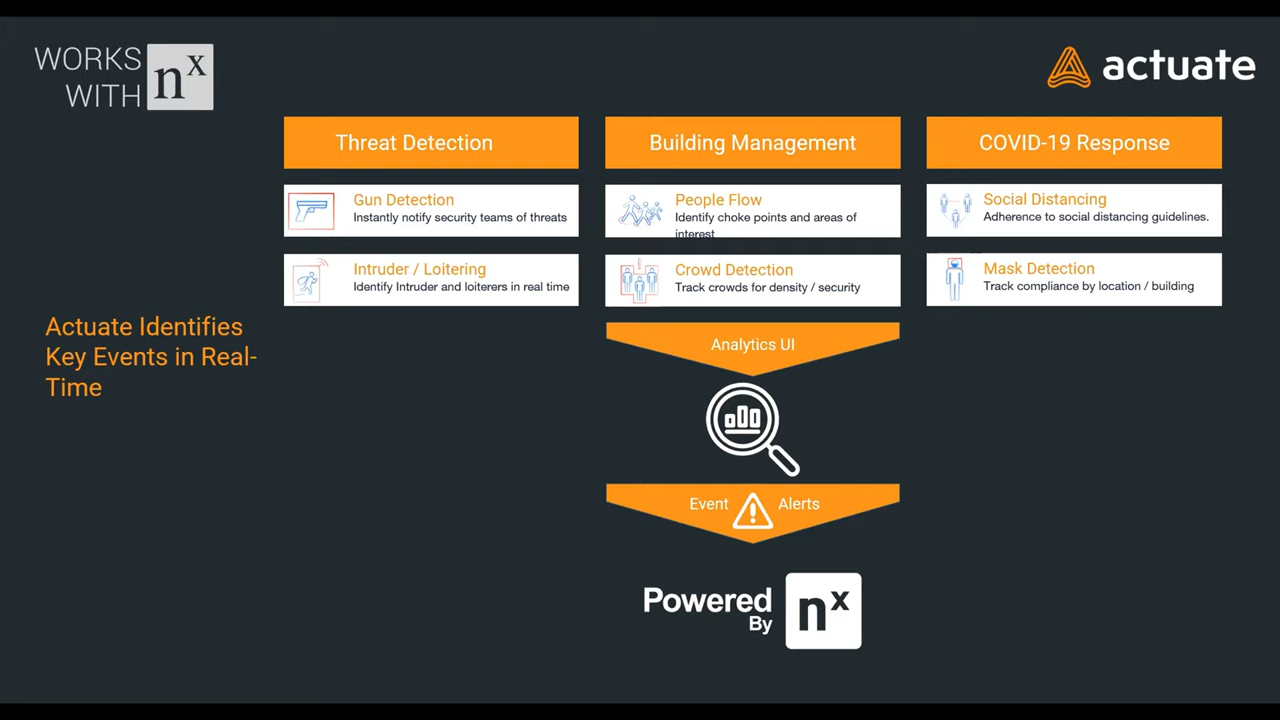 WORKS
WITH nx
actuate
Threat Detection
Building Management
COVID-19 Response
Gun Detection
Instantly notify security teams of threats
People Flow
Identify choke points and areas of
interest
Social Distancing
Adherence to social distancing guidelines.
Intruder / Loitering
Identify Intruder and loiterers in real time
Crowd Detection
Track crowds for density / security
Mask Detection
Track compliance by location / building
Actuate Identifies
Key Events in Real-
Time
Analytics UI
Event ! Alerts
Powered
By
nx